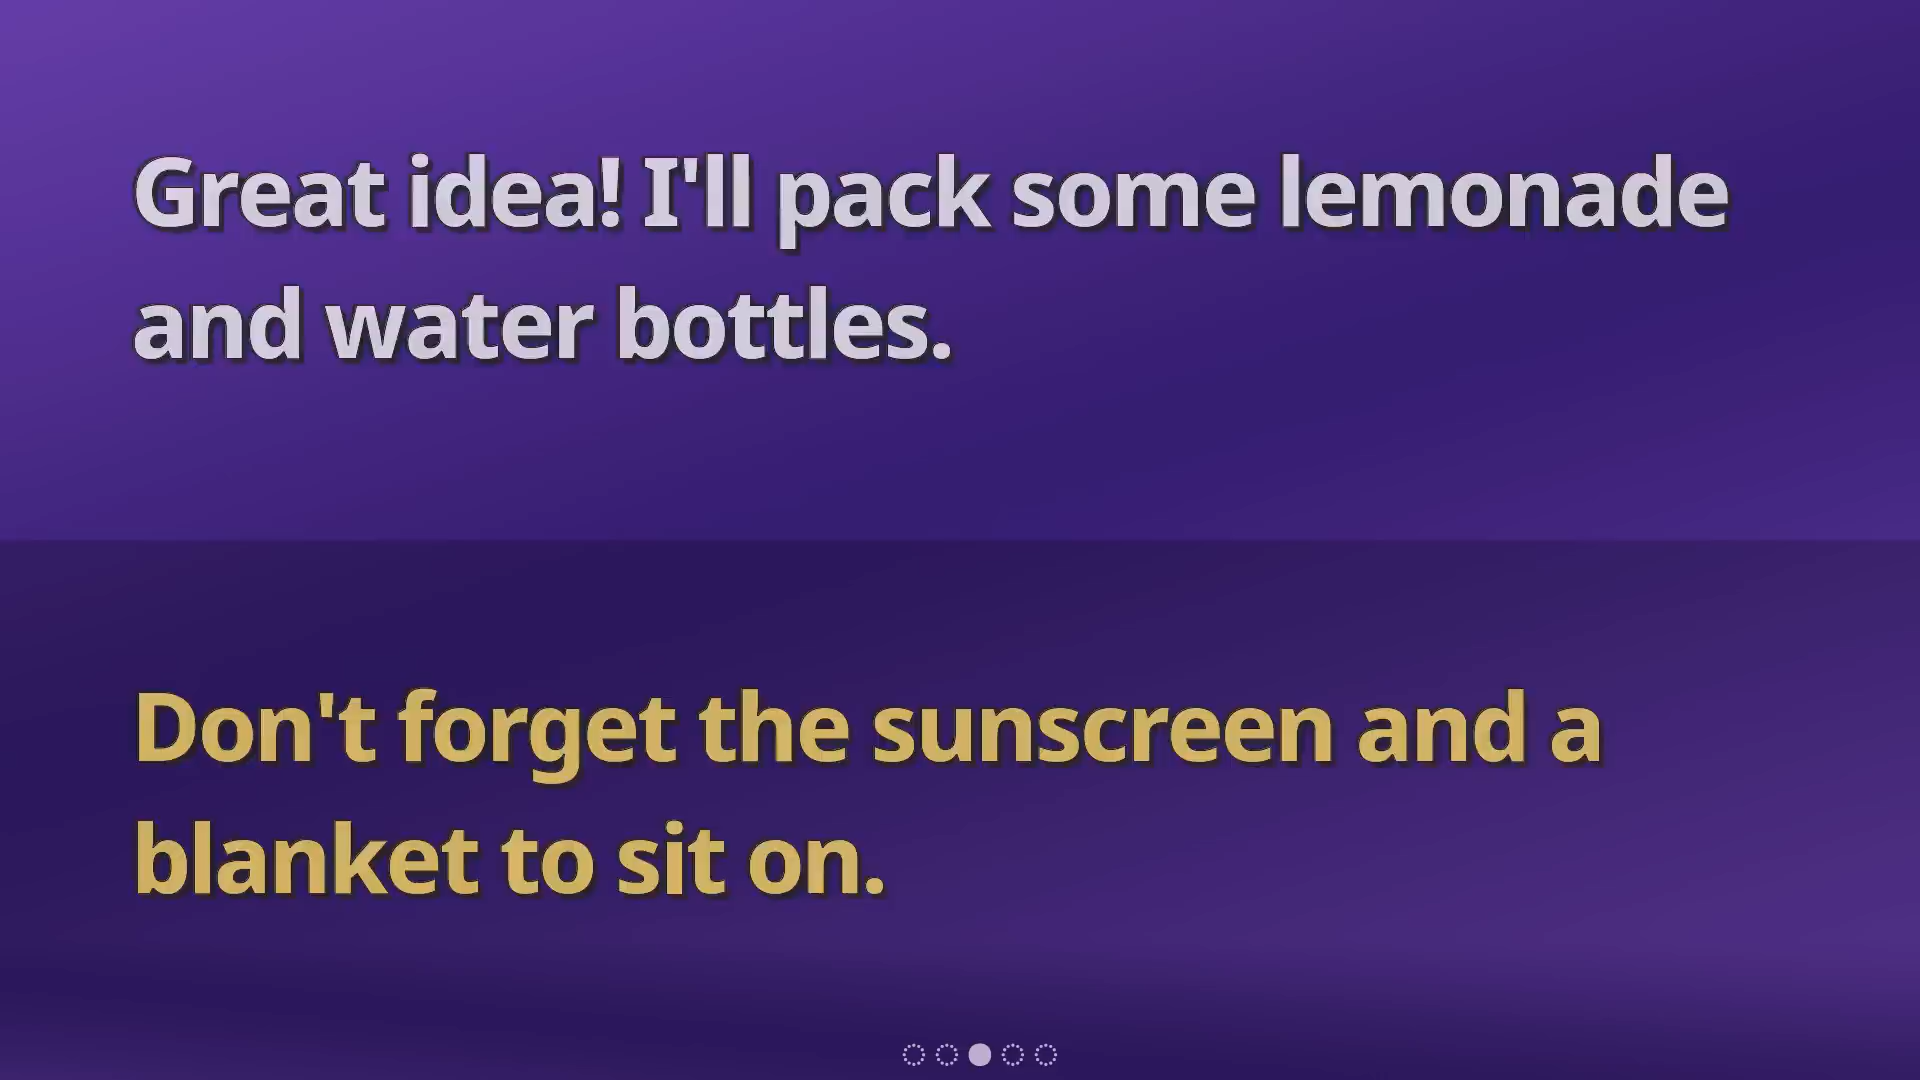 Great idea! I'll pack some lemonade
and water bottles.
Don't forget the sunscreen and a
blanket to sit on.